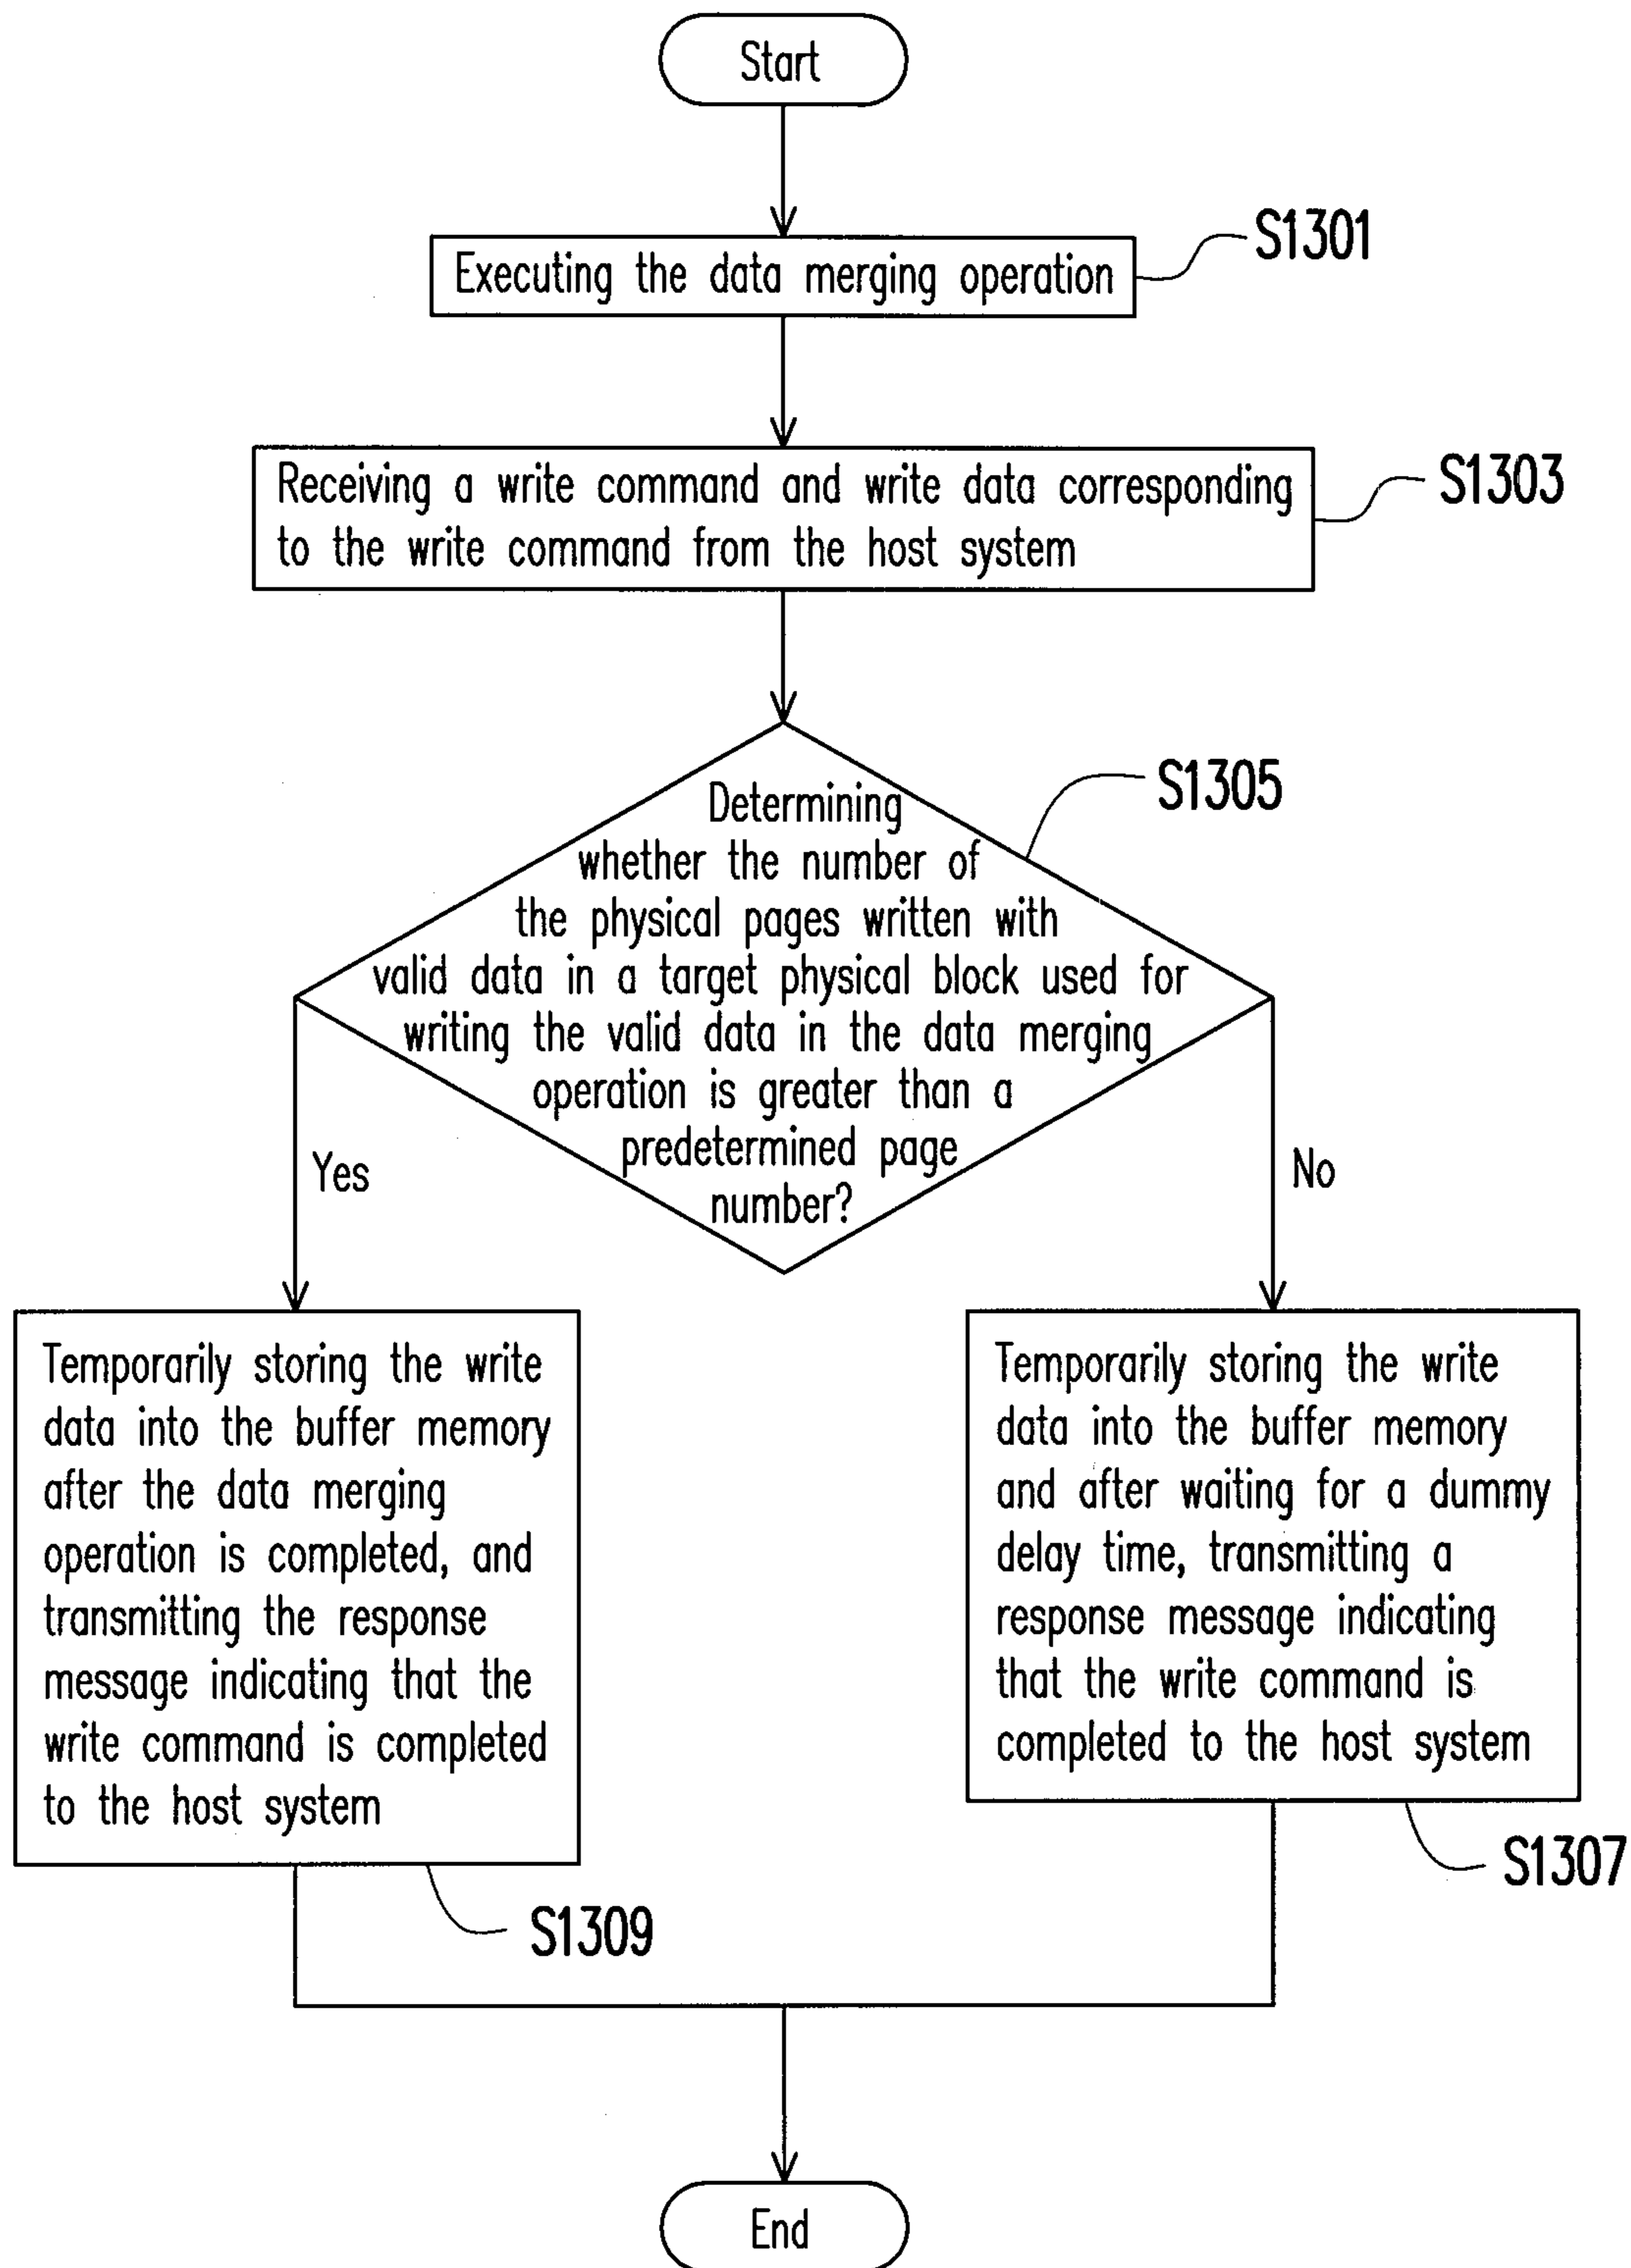 Start
Executing the data merging operation
S1301
Receiving a write command and write data corresponding
to the write command from the host system
S1303
Determining
whether the number of
the physical pages written with
valid data in a target physical block used for
writing the valid data in the data merging
operation is greater than a
predetermined page
number?
S1305
Yes
No
Temporarily storing the write
data into the buffer memory
after the data merging
operation is completed, and
transmitting the response
message indicating that the
write command is completed
to the host system
S1309
Temporarily storing the write
data into the buffer memory
and after waiting for a dummy
delay time, transmitting a
response message indicating
that the write command is
completed to the host system
S1307
End